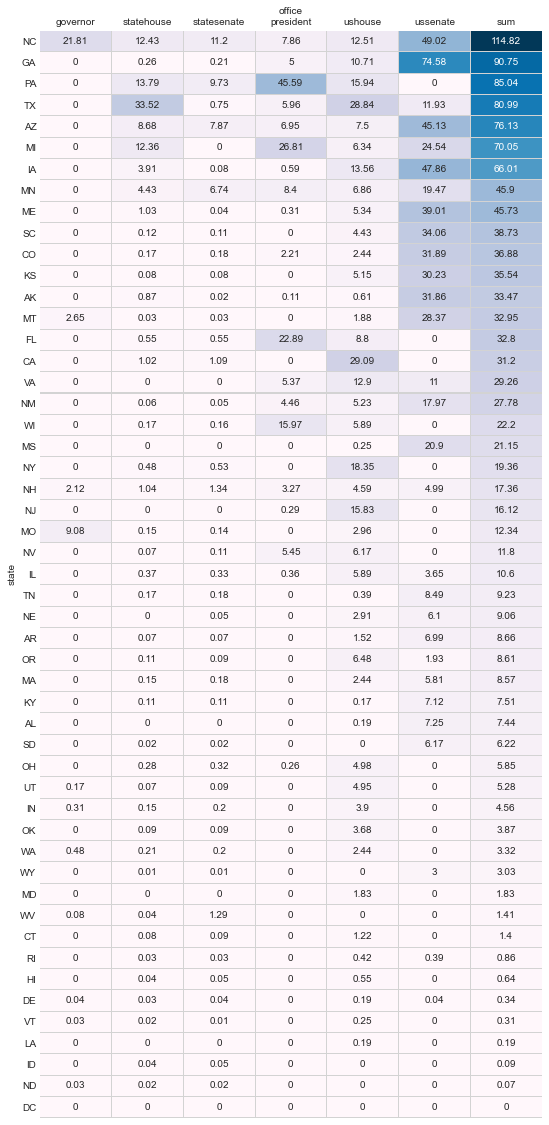 office
governor statehouse statesenate president ushouse ussenate sum
NC 21.81 12.43 11.2 7.86 12.51 49.02 114.82
GA 0 0.26 0.21 5 10.71 74.58 90.75
PA 0 13.79 9.73 45.59 15.94 0 85.04
TX 0 33.52 0.75 5.96 28.84 11.93 80.99
AZ 0 8.68 7.87 6.95 7.5 45.13 76.13
MI 0 12.36 0 26.81 6.34 24.54 70.05
IA 0 3.91 0.08 0.59 13.56 47.86 66.01
MN 0 4.43 6.74 8.4 6.86 19.47 45.9
ME 0 1.03 0.04 0.31 5.34 39.01 45.73
SC 0 0.12 0.11 0 4.43 34.06 38.73
CO 0 0.17 0.18 2.21 2.44 31.89 36.88
KS 0 0.08 0.08 0 5.15 30.23 35.54
AK 0 0.87 0.02 0.11 0.61 31.86 33.47
MT 2.65 0.03 0.03 0 1.88 28.37 32.95
FL 0 0.55 0.55 22.89 8.8 0 32.8
CA 0 1.02 1.09 0 29.09 0 31.2
VA 0 0 0 5.37 12.9 11 29.26
NM 0 0.06 0.05 4.46 5.23 17.97 27.78
WI 0 0.17 0.16 15.97 5.89 0 22.2
MS 0 0 0 0 0.25 20.9 21.15
NY 0 0.48 0.53 0 18.35 0 19.36
NH 2.12 1.04 1.34 3.27 4.59 4.99 17.36
NJ 0 0 0 0.29 15.83 0 16.12
MO 9.08 0.15 0.14 0 2.96 0 12.34
NV 0 0.07 0.11 5.45 6.17 0 11.8
state
IL 0 0.37 0.33 0.36 5.89 3.65 10.6
TN 0 0.17 0.18 0 0.39 8.49 9.23
NE 0 0 0.05 0 2.91 6.1 9.06
AR 0 0.07 0.07 0 1.52 6.99 8.66
OR 0 0.11 0.09 0 6.48 1.93 8.61
MA 0 0.15 0.18 0 2.44 5.81 8.57
KY 0 0.11 0.11 0 0.17 7.12 7.51
AL 0 0 0 0 0.19 7.25 7.44
SD 0 0.02 0.02 0 0 6.17 6.22
OH 0 0.28 0.32 0.26 4.98 0 5.85
UT 0.17 0.07 0.09 0 4.95 0 5.28
IN 0.31 0.15 0.2 0 3.9 0 4.56
OK 0 0.09 0.09 0 3.68 0 3.87
WA 0.48 0.21 0.2 0 2.44 0 3.32
WY 0 0.01 0.01 0 0 3 3.03
MD 0 0 0 0 1.83 0 1.83
WV 0.08 0.04 1.29 0 0 0 1.41
CT 0 0.08 0.09 0 1.22 0 1.4
RI 0 0.03 0.03 0 0.42 0.39 0.86
HI 0 0.04 0.05 0 0.55 0 0.64
DE 0.04 0.03 0.04 0 0.19 0.04 0.34
VT 0.03 0.02 0.01 0 0.25 0 0.31
LA 0 0 0 0 0.19 0 0.19
ID 0 0.04 0.05 0 0 0 0.09
ND 0.03 0.02 0.02 0 0 0 0.07
DC 0 0 0 0 0 0 0